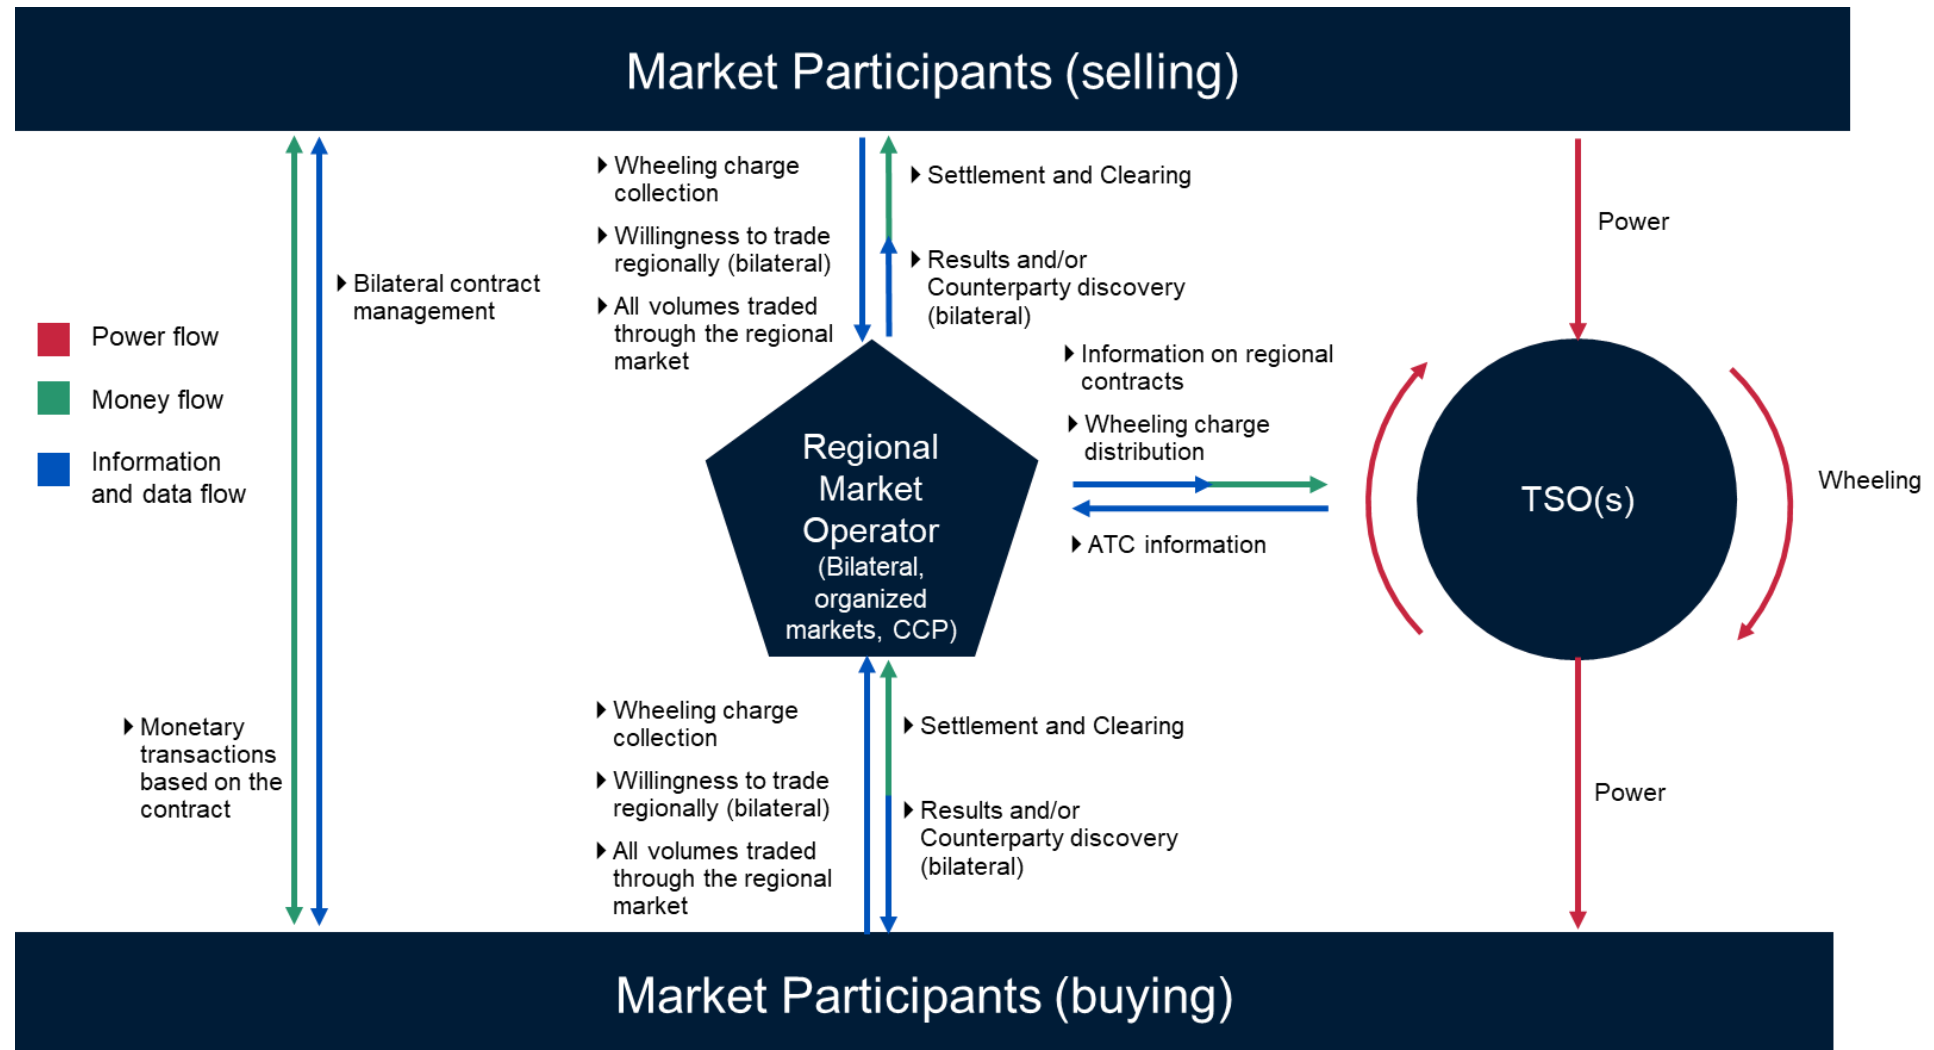 Market Participants (selling)
Wheeling charge
collection
Willingness to trade
regionally (bilateral)
All volumes traded
through the regional
market
Settlement and Clearing
Results and/or
Counterparty discovery
(bilateral)
Power
Bilateral contract
management
Power flow
Money flow
Information
and data flow
Information on regional
contracts
Wheeling charge
distribution
ATC information
Regional
Market
Operator
(Bilateral,
organized
markets, CCP)
TSO(s)
Wheeling
Monetary
transactions
based on the
contract
Wheeling charge
collection
Willingness to trade
regionally (bilateral)
All volumes traded
through the regional
market
Settlement and Clearing
Results and/or
Counterparty discovery
(bilateral)
Power
Market Participants (buying)